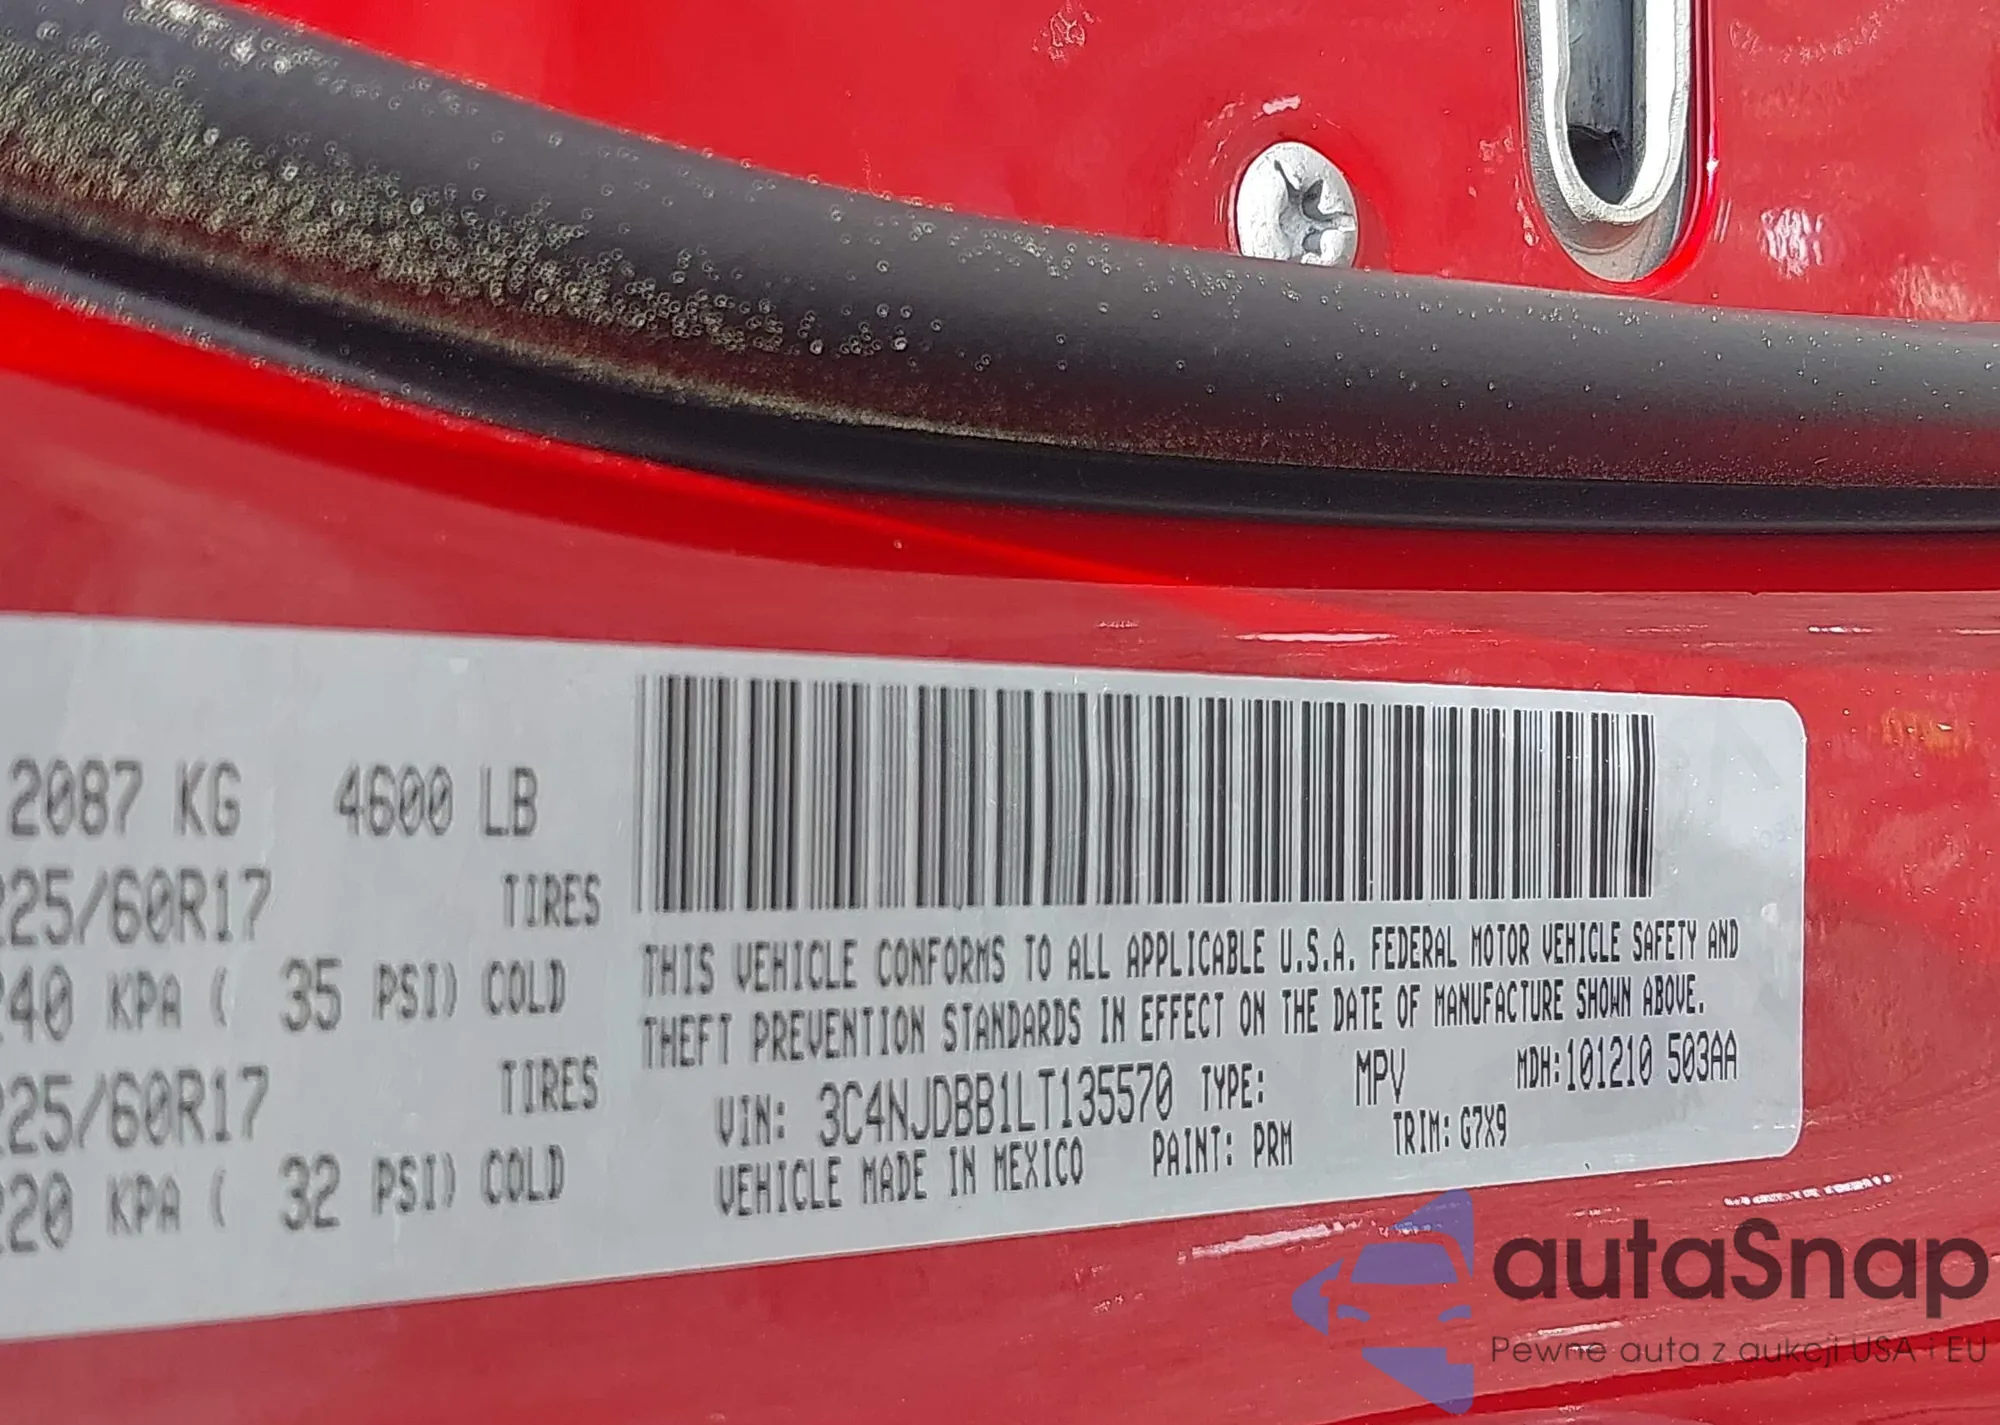 2087 KG 4600 LB
225/60R17 TIRES
240 KPA ( 35 PSI) COLD
225/60R17 TIRES
220 KPA ( 32 PSI) COLD
THIS VEHICLE CONFORMS TO ALL APPLICABLE U.S.A. FEDERAL MOTOR VEHICLE SAFETY AND
THEFT PREVENTION STANDARDS IN EFFECT ON THE DATE OF MANUFACTURE SHOWN ABOVE.
VIN: 3C4NJDBB1LT135570 TYPE: MPV MDH:101210 503AA
VEHICLE MADE IN MEXICO PAINT: PRM TRIM: G7X9
autaSnap
Pewne auta z aukcji USA i EU